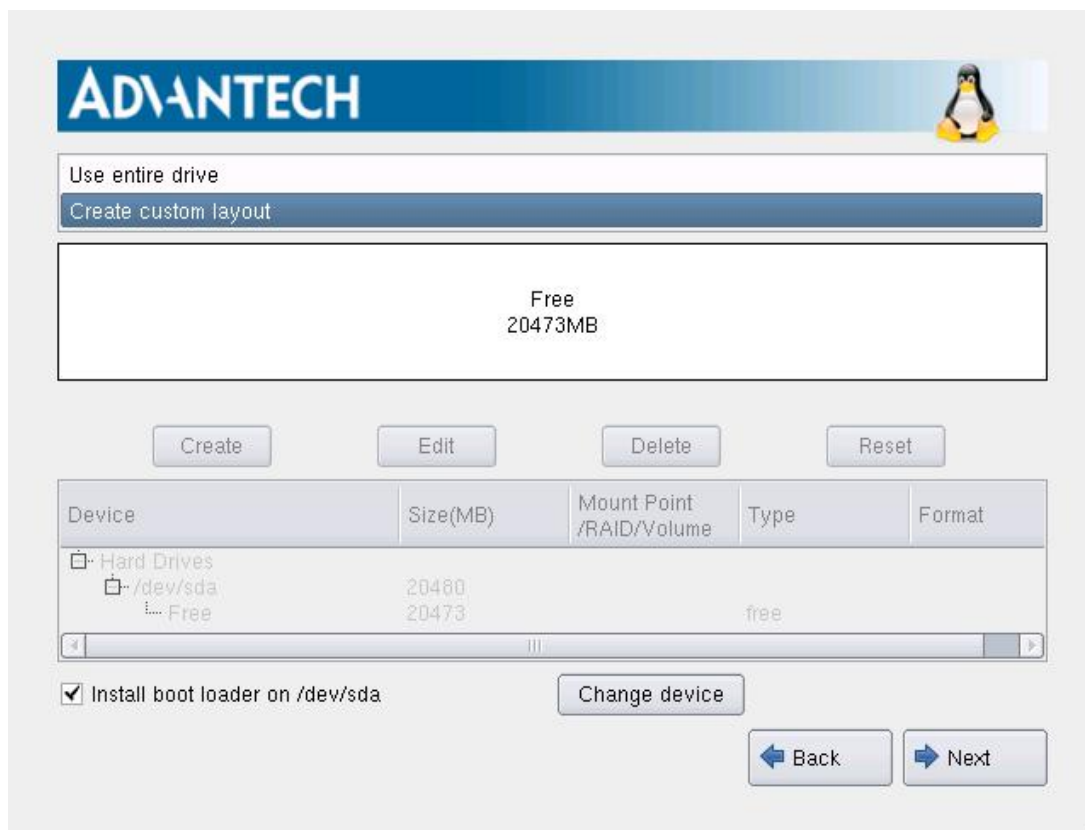 ADVANTECH
Use entire drive
Create custom layout
Free
20473MB
Create Edit Delete Reset
Device Size(MB) Mount Point /RAID/Volume Type Format
Hard Drives
/dev/sda 20480
Free 20473 free
Install boot loader on /dev/sda Change device
Back Next